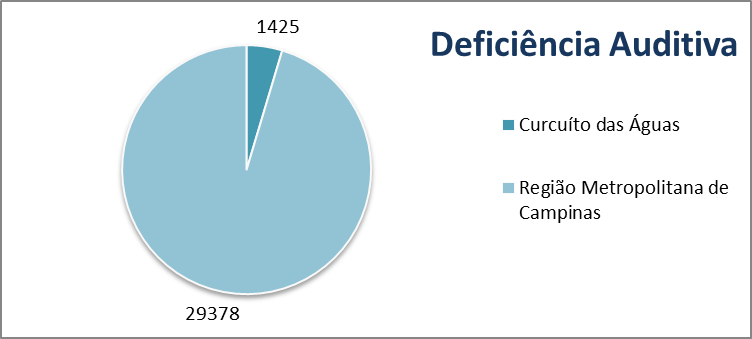 Deficiência Auditiva
1425
29378
Curcuíto das Águas
Região Metropolitana de
Campinas